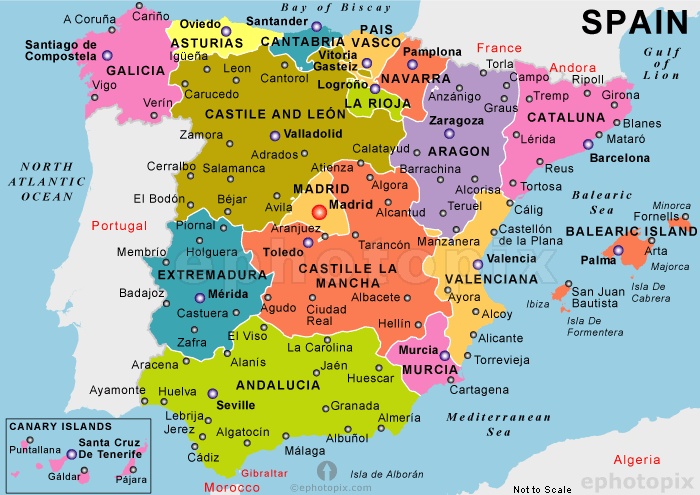 Bay of Biscay
SPAIN
Gulf
of
Lion
France
Andorra
NORTH
ATLANTIC
OCEAN
Portugal
Balearic
Sea
Mediterranean
Sea
Algeria
Morocco
Gibraltar
Isla de Alborán
A Coruña
Cariño
Santiago de
Compostela
GALICIA
Vigo
Verín
Oviedo
ASTURIAS
Igüeña
Santander
CANTABRIA
PAIS
VASCO
Vitoria
Gasteiz
Pamplona
NAVARRA
Logroño
LA RIOJA
Leon
Cantorol
Carucedo
CASTILE AND LEÓN
Valladolid
Zamora
Adrados
Cerralbo
Salamanca
El Bodón
Béjar
Avila
Atienza
Calatayud
Torla
Campo
Anzánigo
Graus
Zaragoza
ARAGON
Barrachina
Alcorisa
Teruel
Manzanera
Ripoll
Tremp
Girona
CATALUNA
Blanes
Lérida
Mataró
Barcelona
Reus
Tortosa
MADRID
Madrid
Algora
Alcantud
Aranjuez
Toledo
Tarancón
CASTILLE LA
MANCHA
Albacete
Agudo
Ciudad
Real
Hellín
Piornal
Holguera
Membrío
EXTREMADURA
Badajoz
Mérida
Castuera
Zafra
Cálig
Castellón
de la Plana
Valencia
VALENCIANA
Ayora
Alcoy
Alicante
Torrevieja
Minorca
Fornells
BALEARIC ISLAND
Palma
Arta
Majorca
Isla De
Cabrera
San Juan
Bautista
Ibiza
Isla De
Formentera
Murcia
MURCIA
Cartagena
El Viso
La Carolina
Aracena
Alanís
Jaén
Huescar
ANDALUCIA
Ayamonte
Huelva
Seville
Granada
Lebrija
Almería
Jerez
Algatocín
Albuñol
Cádiz
Málaga
CANARY ISLANDS
Puntallana
Santa Cruz
De Tenerife
Gáldar
Pájara
ephotopix
©ephotopix.com
Not to Scale
ephotopix